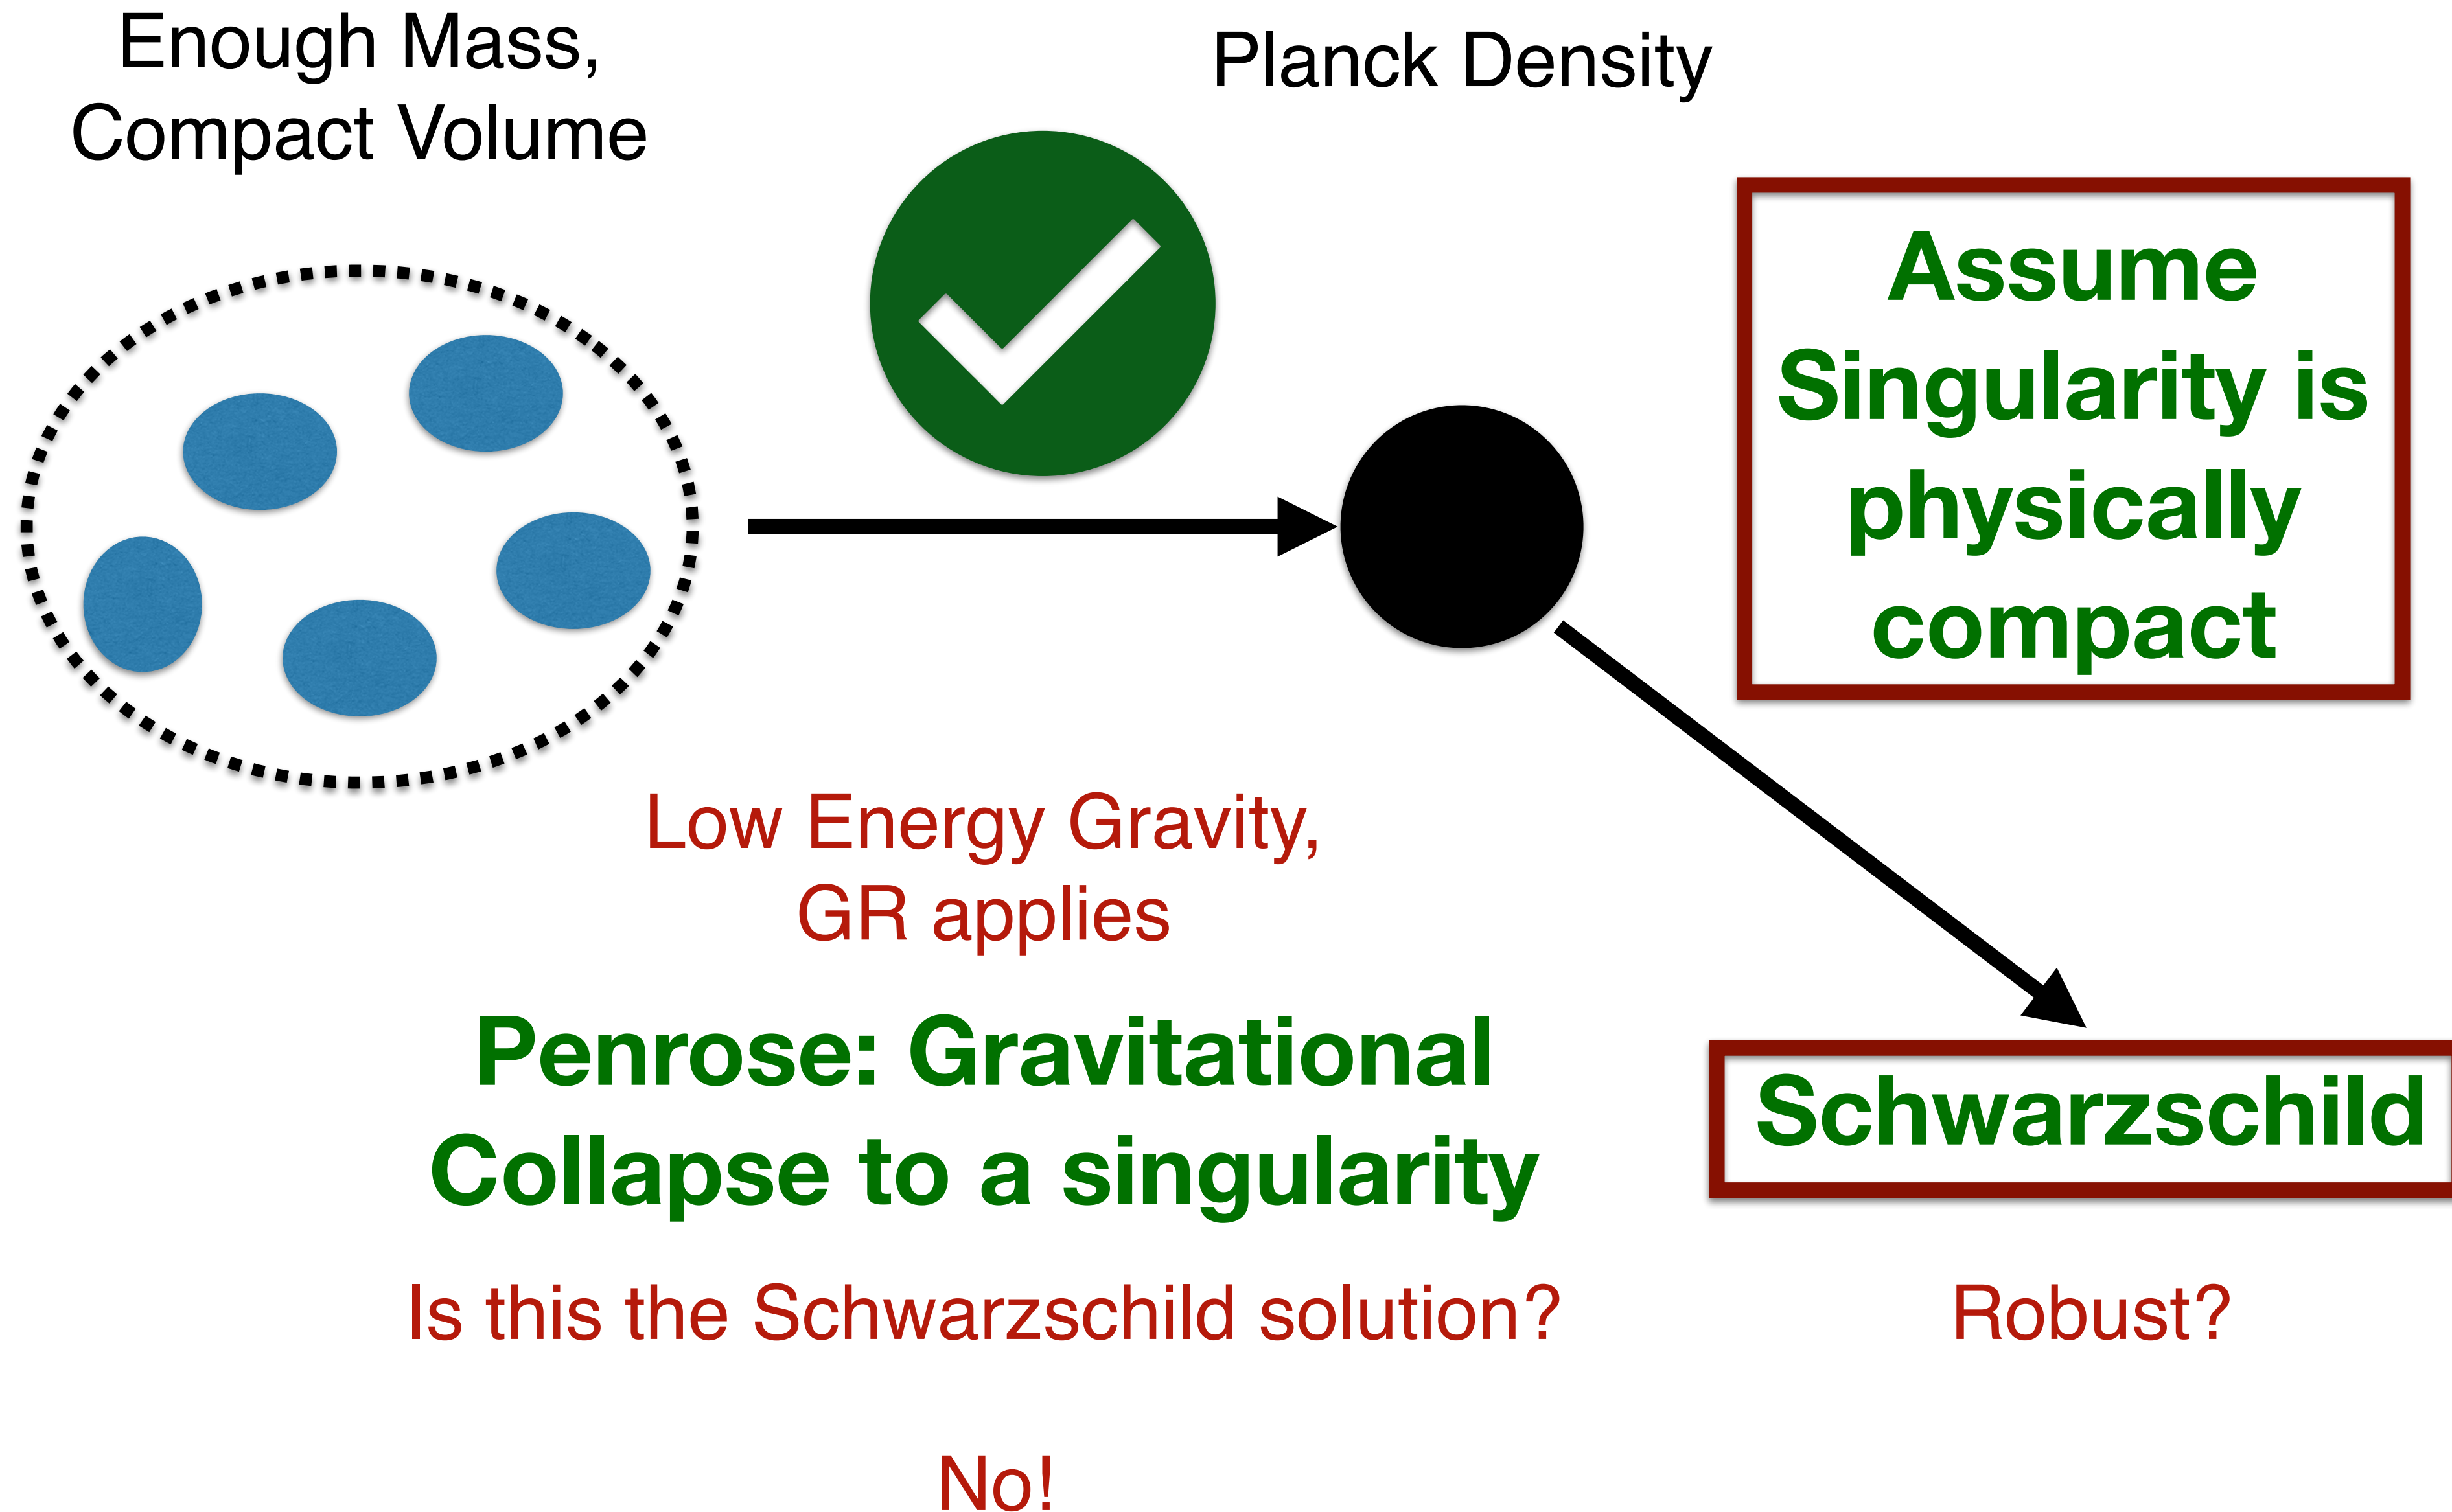 Enough Mass,
Compact Volume
Planck Density
Assume
Singularity is
physically
compact
Low Energy Gravity,
GR applies
Penrose: Gravitational
Collapse to a singularity
Schwarzschild
Is this the Schwarzschild solution?
Robust?
No!